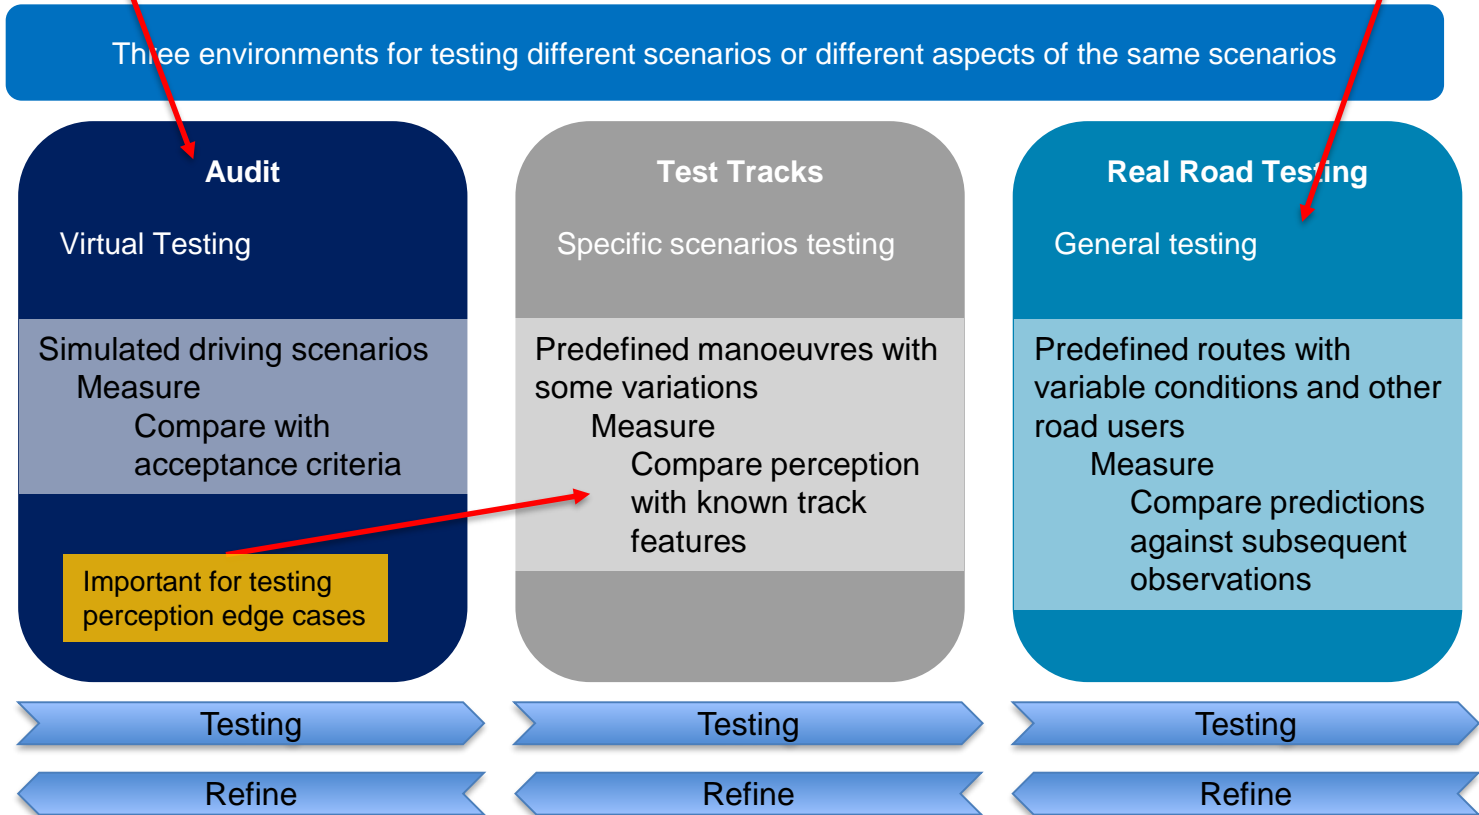 Three environments for testing different scenarios or different aspects of the same scenarios
Audit
Virtual Testing
Simulated driving scenarios
Measure
Compare with
acceptance criteria
Important for testing
perception edge cases
Test Tracks
Specific scenarios testing
Predefined manoeuvres with
some variations
Measure
Compare perception
with known track
features
Real Road Testing
General testing
Predefined routes with
variable conditions and other
road users
Measure
Compare predictions
against subsequent
observations
Testing
Testing
Testing
Refine
Refine
Refine